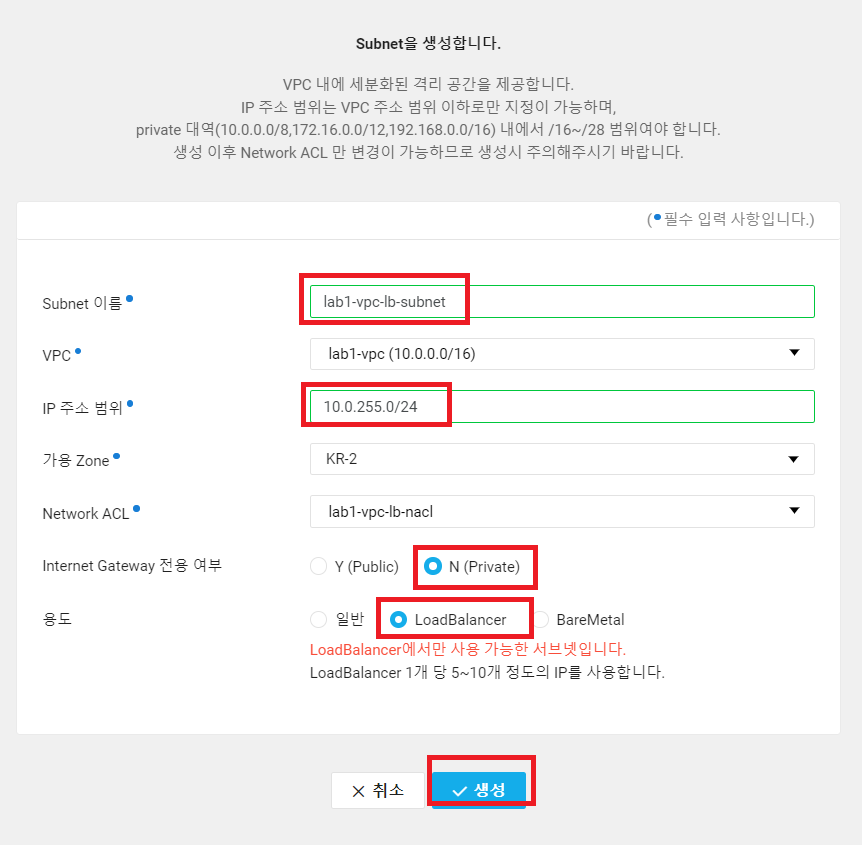 Subnet을 생성합니다.
VPC 내에 세분화된 격리 공간을 제공합니다.
IP 주소 범위는 VPC 주소 범위 이하로만 지정이 가능하며,
private 대역(10.0.0.0/8,172.16.0.0/12,192.168.0.0/16) 내에서 /16~/28 범위여야 합니다.
생성 이후 Network ACL 만 변경이 가능하므로 생성시 주의해주시기 바랍니다.
(● 필수 입력 사항입니다.)
Subnet 이름 ● lab1-vpc-lb-subnet
VPC ● lab1-vpc (10.0.0.0/16)
IP 주소 범위 ● 10.0.255.0/24
가용 Zone ● KR-2
Network ACL ● lab1-vpc-lb-nacl
Internet Gateway 전용 여부 Y (Public) N (Private)
용도 일반 LoadBalancer BareMetal
LoadBalancer에서만 사용 가능한 서브넷입니다.
LoadBalancer 1개 당 5~10개 정도의 IP를 사용합니다.
취소 생성